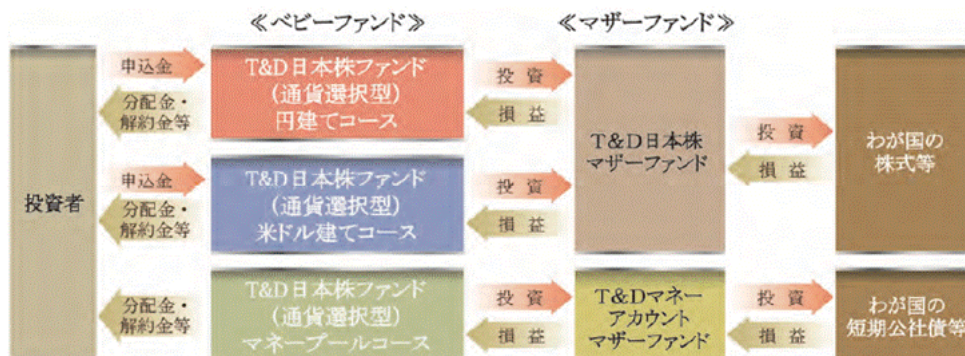 ≪ベビーファンド≫
≪マザーファンド≫
投資者
申込金
分配金・
解約金等
T&D日本株ファンド
(通貨選択型)
円建てコース
投 資
損 益
申込金
分配金・
解約金等
T&D日本株ファンド
(通貨選択型)
米ドル建てコース
投 資
損 益
T&D日本株
マザーファンド
投 資
損 益
わが国の
株式等
分配金・
解約金等
T&D日本株ファンド
(通貨選択型)
マネープールコース
投 資
損 益
T&Dマネー
アカウント
マザーファンド
投 資
損 益
わが国の
短期公社債等